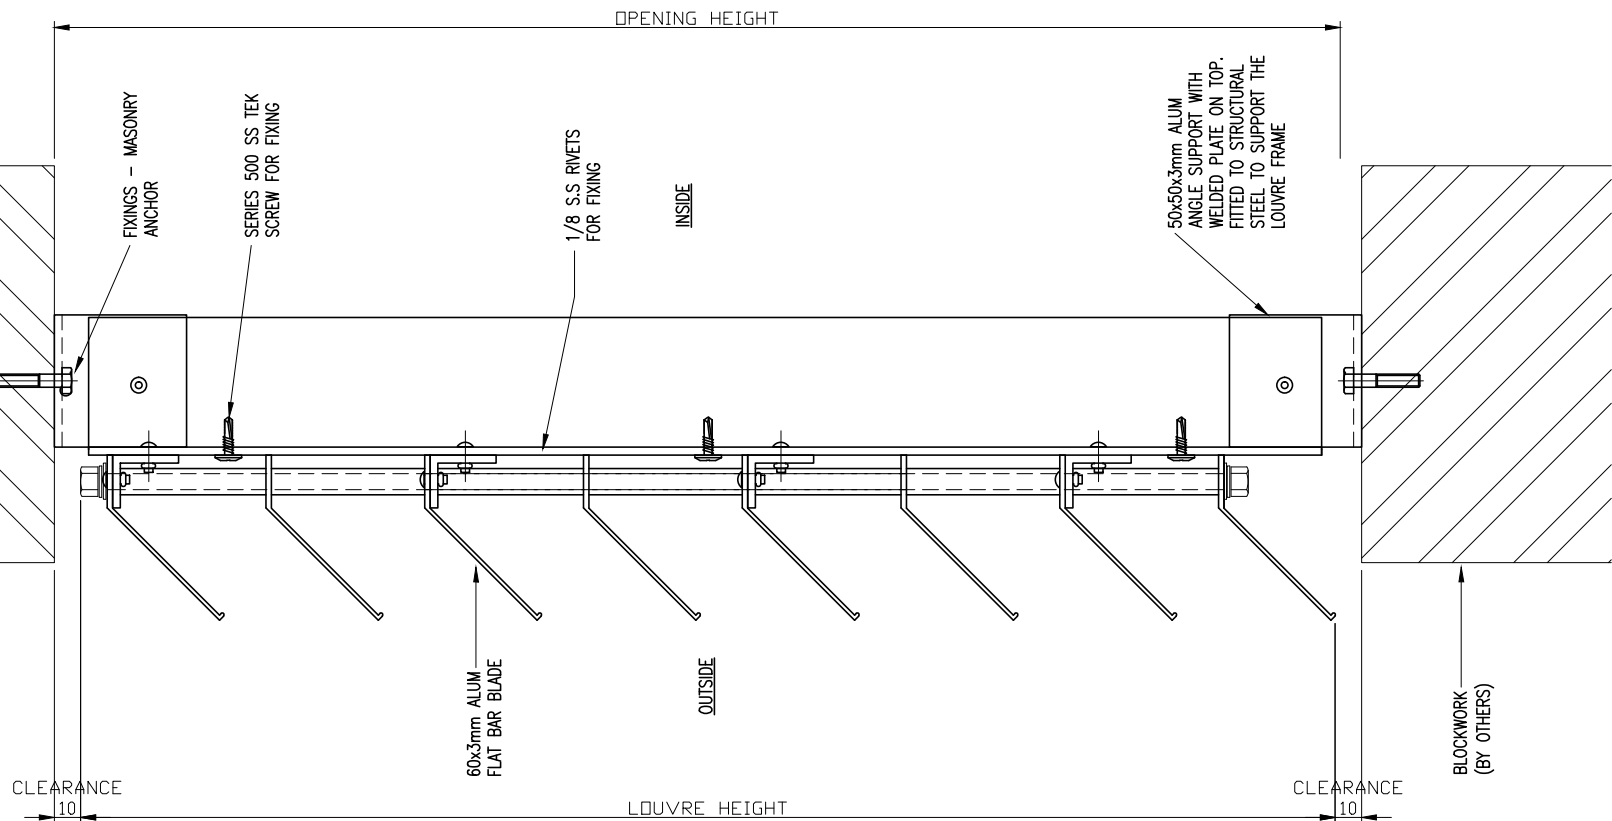 OPENING HEIGHT
FIXINGS - MASONRY
ANCHOR
SERIES 500 SS TEK
SCREW FOR FIXING
1/8 S.S RIVETS
FOR FIXING
INSIDE
50x50x3mm ALUM
ANGLE SUPPORT WITH
WELDED PLATE ON TOP.
FITTED TO STRUCTURAL
STEEL TO SUPPORT THE
LOUVRE FRAME
60x3mm ALUM
FLAT BAR BLADE
OUTSIDE
BLOCKWORK
(BY OTHERS)
CLEARANCE
10
LOUVRE HEIGHT
CLEARANCE
10